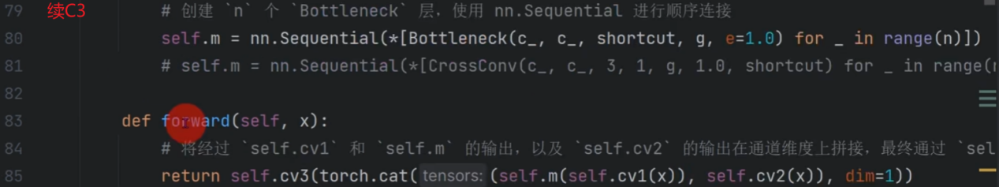 79 续C3 # 创建 `n` 个 `Bottleneck` 层，使用 nn.Sequential 进行顺序连接
80 self.m = nn.Sequential(*[Bottleneck(c_, c_, shortcut, g, e=1.0) for _ in range(n)])
81 # self.m = nn.Sequential(*[CrossConv(c_, c_, 3, 1, g, 1.0, shortcut) for _ in range(
82
83 def forward(self, x):
84 # 将经过 `self.cv1` 和 `self.m` 的输出，以及 `self.cv2` 的输出在通道维度上拼接，最终通过 `sel
85 return self.cv3(torch.cat( tensors: (self.m(self.cv1(x)), self.cv2(x)), dim=1))